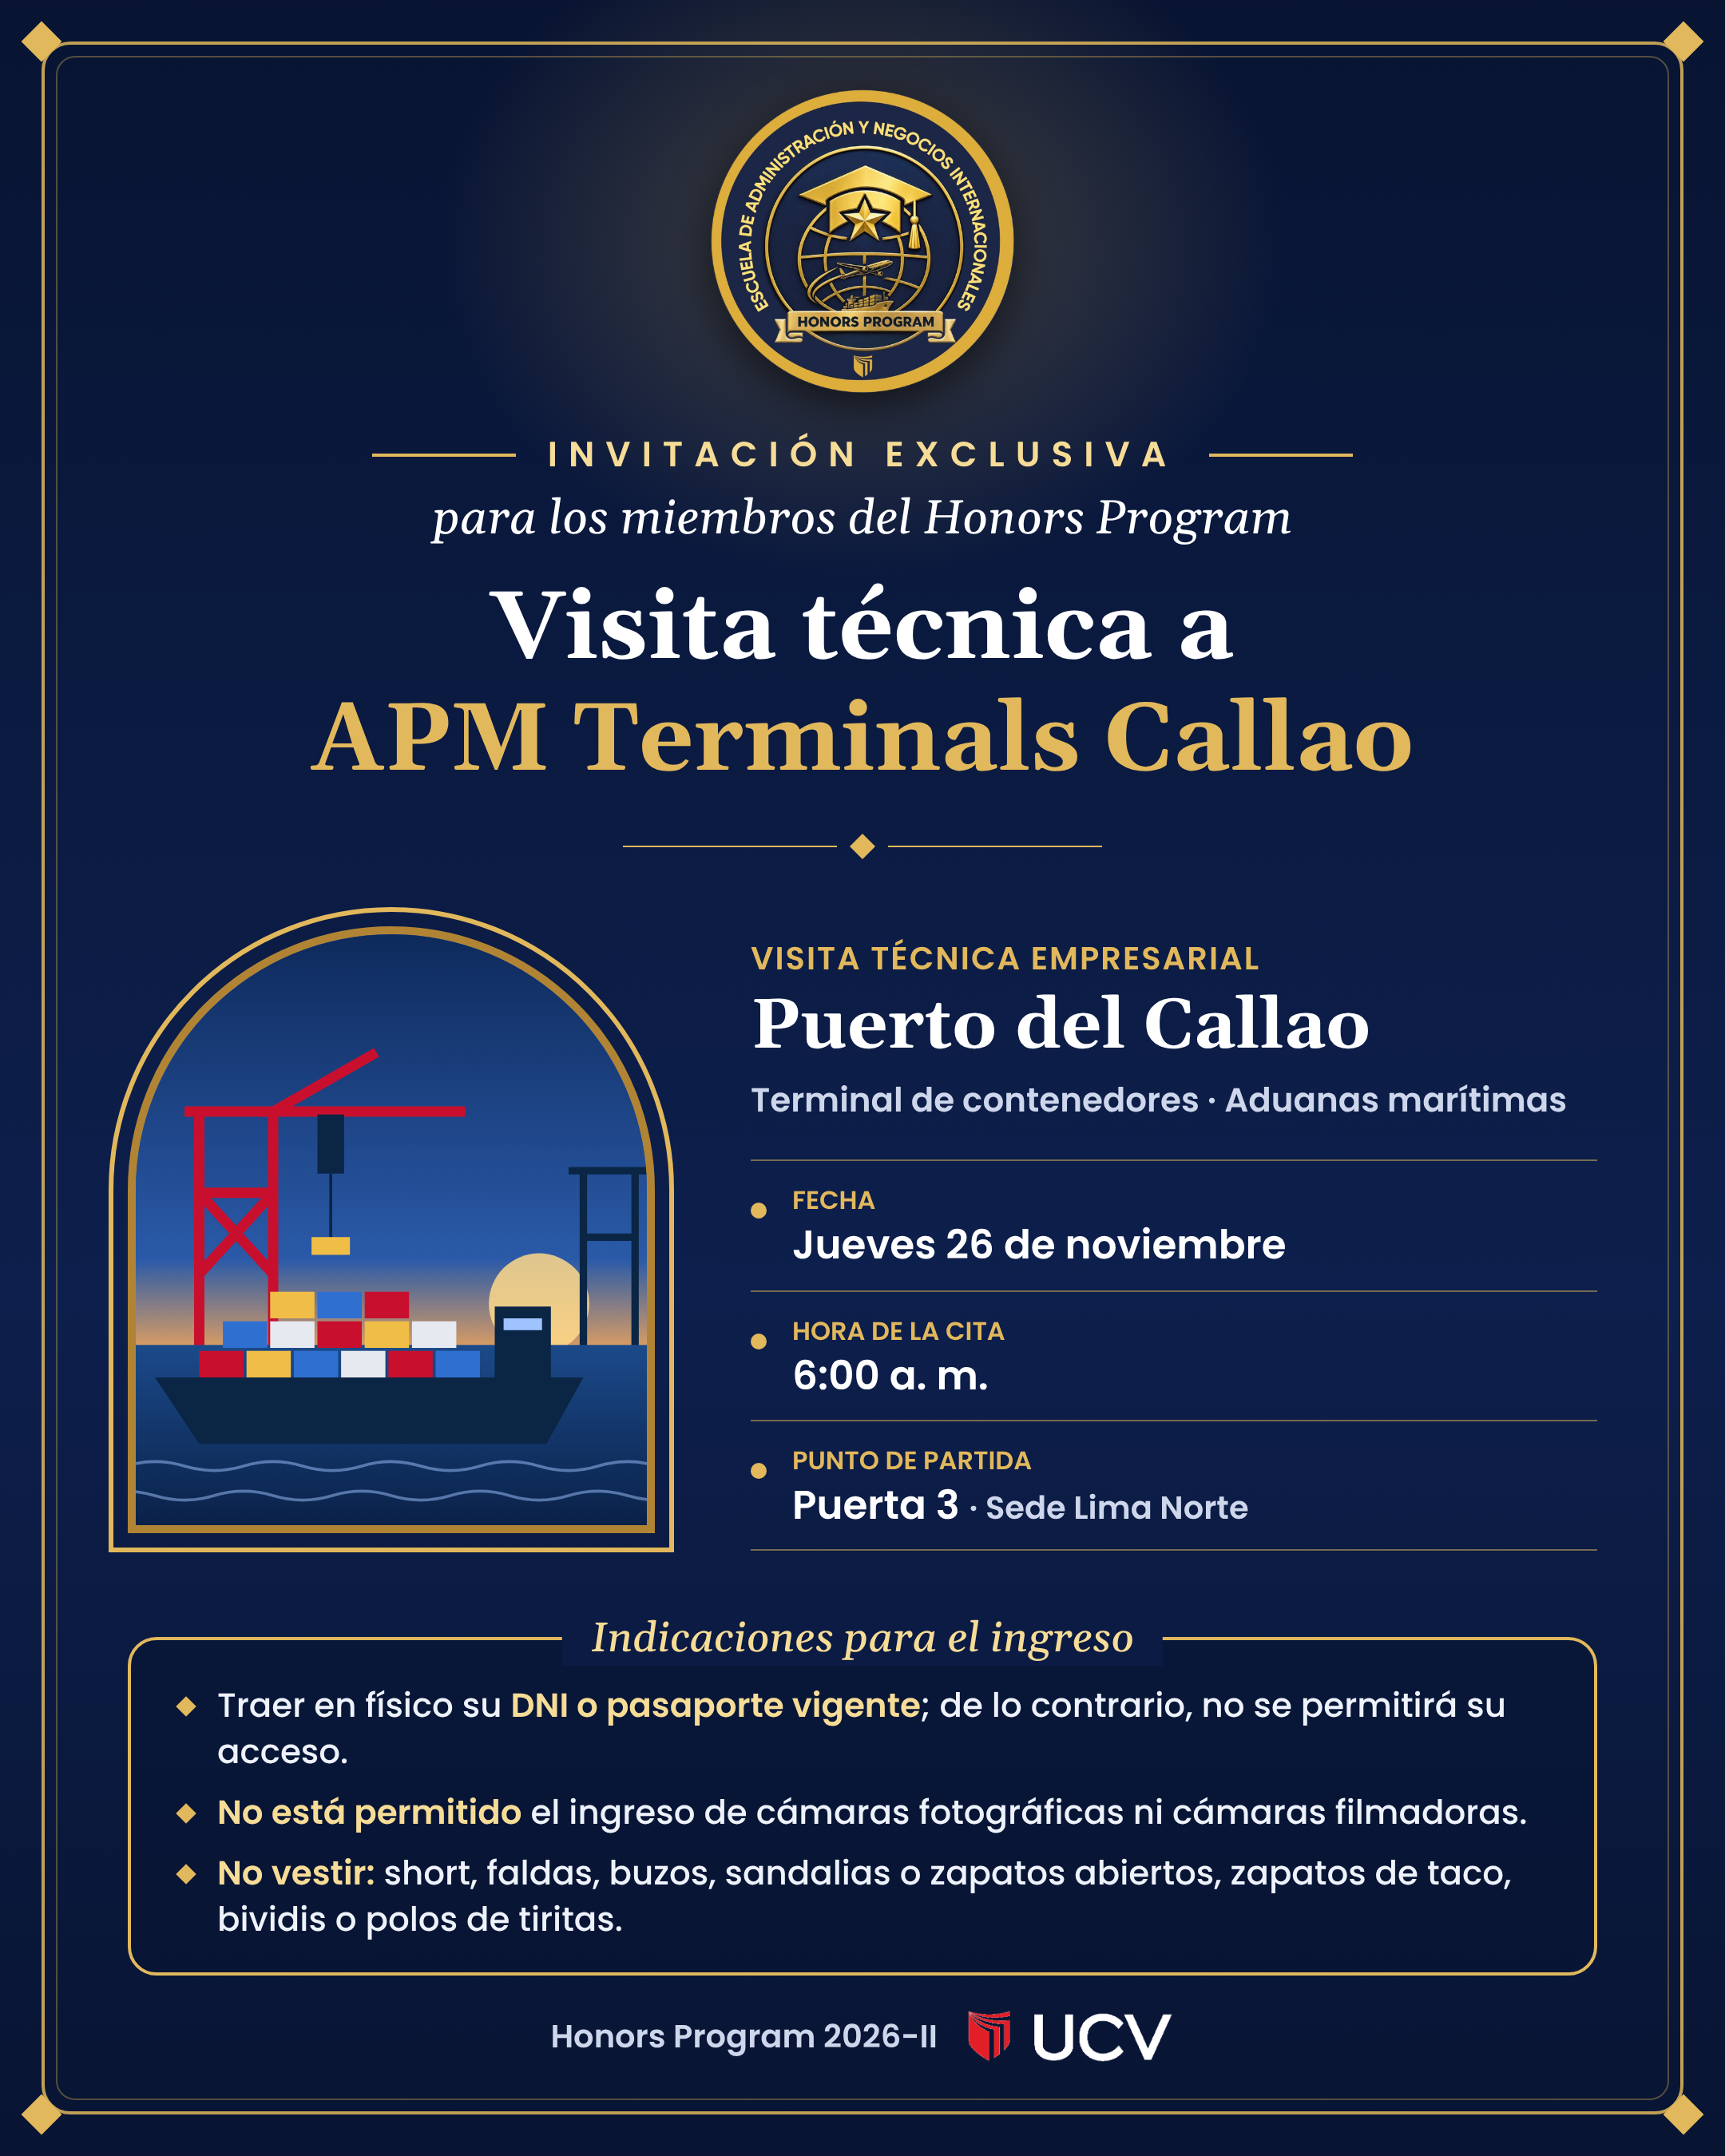 ESCUELA DE ADMINISTRACIÓN Y NEGOCIOS INTERNACIONALES
HONORS PROGRAM
INVITACIÓN EXCLUSIVA
para los miembros del Honors Program
Visita técnica a
APM Terminals Callao
VISITA TÉCNICA EMPRESARIAL
Puerto del Callao
Terminal de contenedores · Aduanas marítimas
FECHA
Jueves 26 de noviembre
HORA DE LA CITA
6:00 a. m.
PUNTO DE PARTIDA
Puerta 3 · Sede Lima Norte
Indicaciones para el ingreso
Traer en físico su DNI o pasaporte vigente; de lo contrario, no se permitirá su
acceso.
No está permitido el ingreso de cámaras fotográficas ni cámaras filmadoras.
No vestir: short, faldas, buzos, sandalias o zapatos abiertos, zapatos de taco,
bividis o polos de tiritas.
Honors Program 2026-II UCV